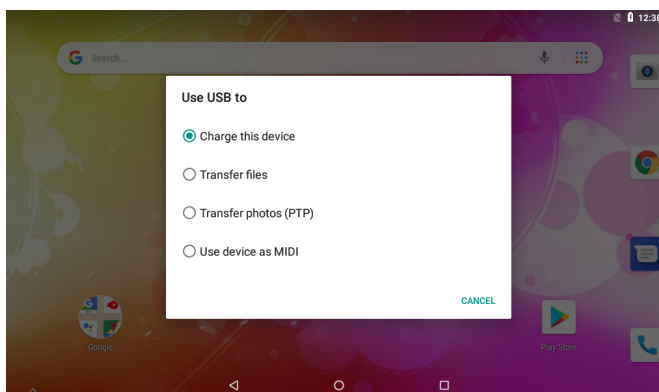 12:38
Search...
Use USB to
Charge this device
Transfer files
Transfer photos (PTP)
Use device as MIDI
CANCEL
Google
Play Store